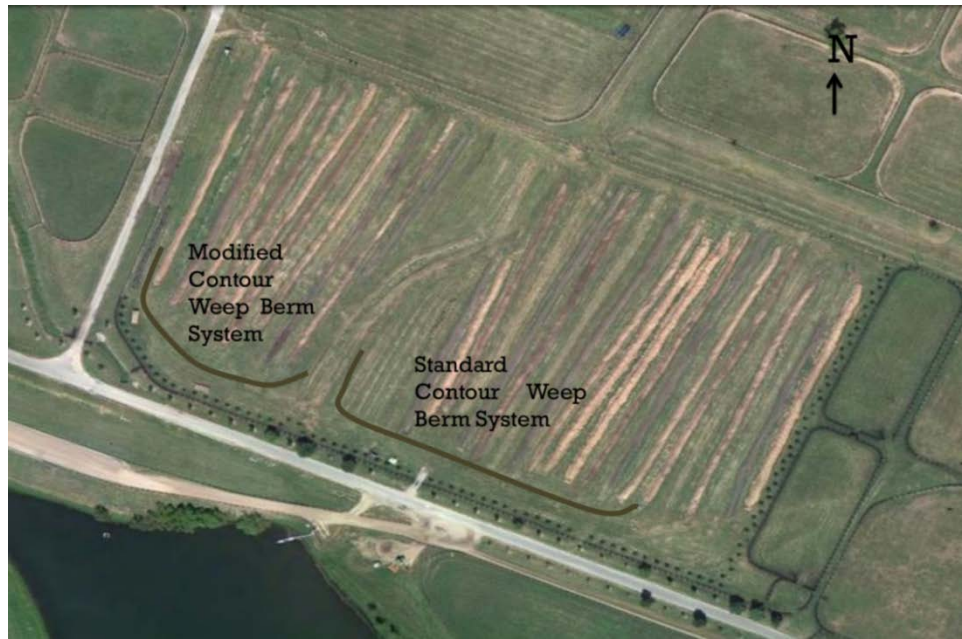 N
Modified
Contour
Weep Berm
System
Standard
Contour Weep
Berm System